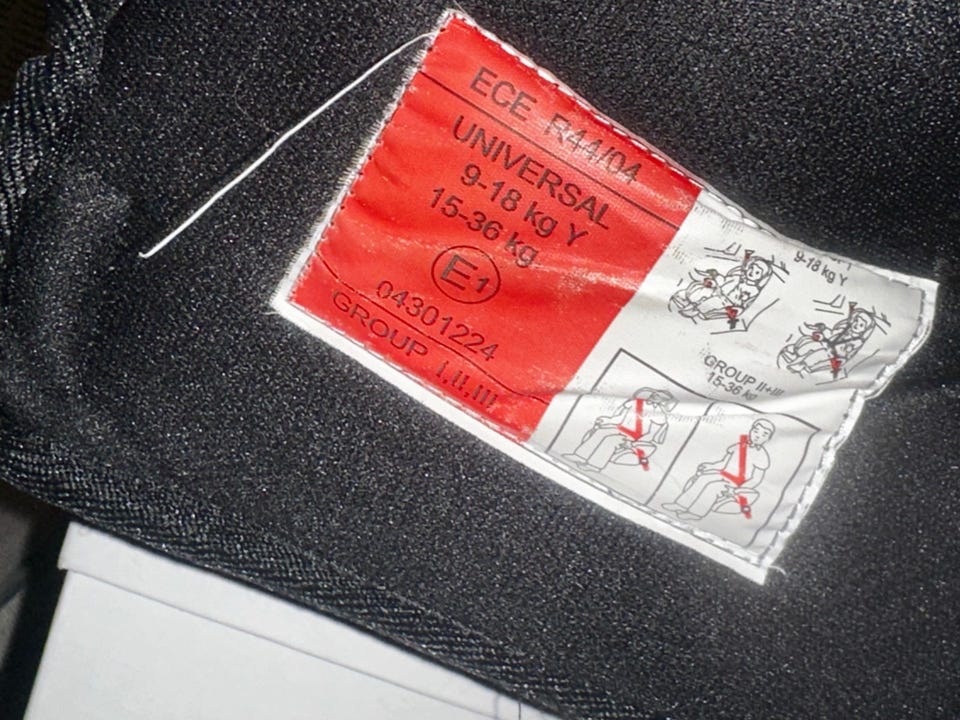 ECE R44/04
UNIVERSAL
9-18 kg Y
15-36 kg
E1
04301224
GROUP I,II,III
9-18 kg Y
GROUP II+III
15-36 kg